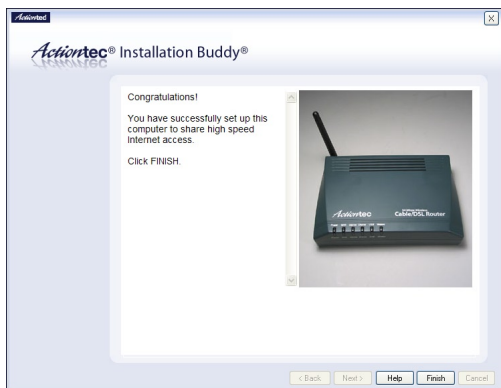 Actiontec
Actiontec® Installation Buddy®
Congratulations!
You have successfully set up this
computer to share high speed
Internet access.
Click FINISH.
Actiontec
Cable/DSL Router
< Back
Next >
Help
Finish
Cancel